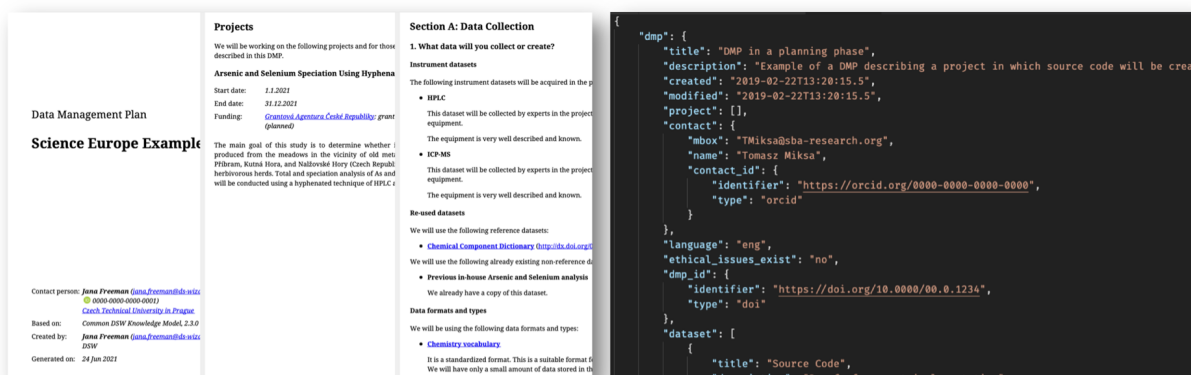 Data Management Plan
Science Europe Example
Contact person: Jana Freeman (jana.freeman@ds-wiza
0000-0000-0000-0001)
Czech Technical University in Prague
Based on: Common DSW Knowledge Model, 2.3.0
Created by: Jana Freeman (jana.freeman@ds-wiza
DSW
Generated on: 24 Jun 2021
Projects
We will be working on the following projects and for those
described in this DMP.
Arsenic and Selenium Speciation Using Hyphena
Start date: 1.1.2021
End date: 31.12.2021
Funding: Grantová Agentura České Republiky: grant
(planned)
The main goal of this study is to determine whether
produced from the meadows in the vicinity of old meta
Příbram, Kutná Hora, and Nalžovské Hory (Czech Republ
herbivorous herds. Total and speciation analysis of As and
will be conducted using a hyphenated technique of HPLC a
Section A: Data Collection
1. What data will you collect or create?
Instrument datasets
The following instrument datasets will be acquired in the p
• HPLC
This dataset will be collected by experts in the project
equipment.
The equipment is very well described and known.
• ICP-MS
This dataset will be collected by experts in the project
equipment.
The equipment is very well described and known.
Re-used datasets
We will use the following reference datasets:
• Chemical Component Dictionary (http://dx.doi.org/
We will use the following already existing non-reference da
• Previous in-house Arsenic and Selenium analysis
We already have a copy of this dataset.
Data formats and types
We will be using the following data formats and types:
• Chemistry vocabulary
It is a standardized format. This is a suitable format f
We will have only a small amount of data stored in th
{
"dmp": {
"title": "DMP in a planning phase",
"description": "Example of a DMP describing a project in which source code will be crea
"created": "2019-02-22T13:20:15.5",
"modified": "2019-02-22T13:20:15.5",
"project": [],
"contact": {
"mbox": "TMiksa@sba-research.org",
"name": "Tomasz Miksa",
"contact_id": {
"identifier": "https://orcid.org/0000-0000-0000-0000",
"type": "orcid"
}
},
"language": "eng",
"ethical_issues_exist": "no",
"dmp_id": {
"identifier": "https://doi.org/10.0000/00.0.1234",
"type": "doi"
},
"dataset": [
{
"title": "Source Code",